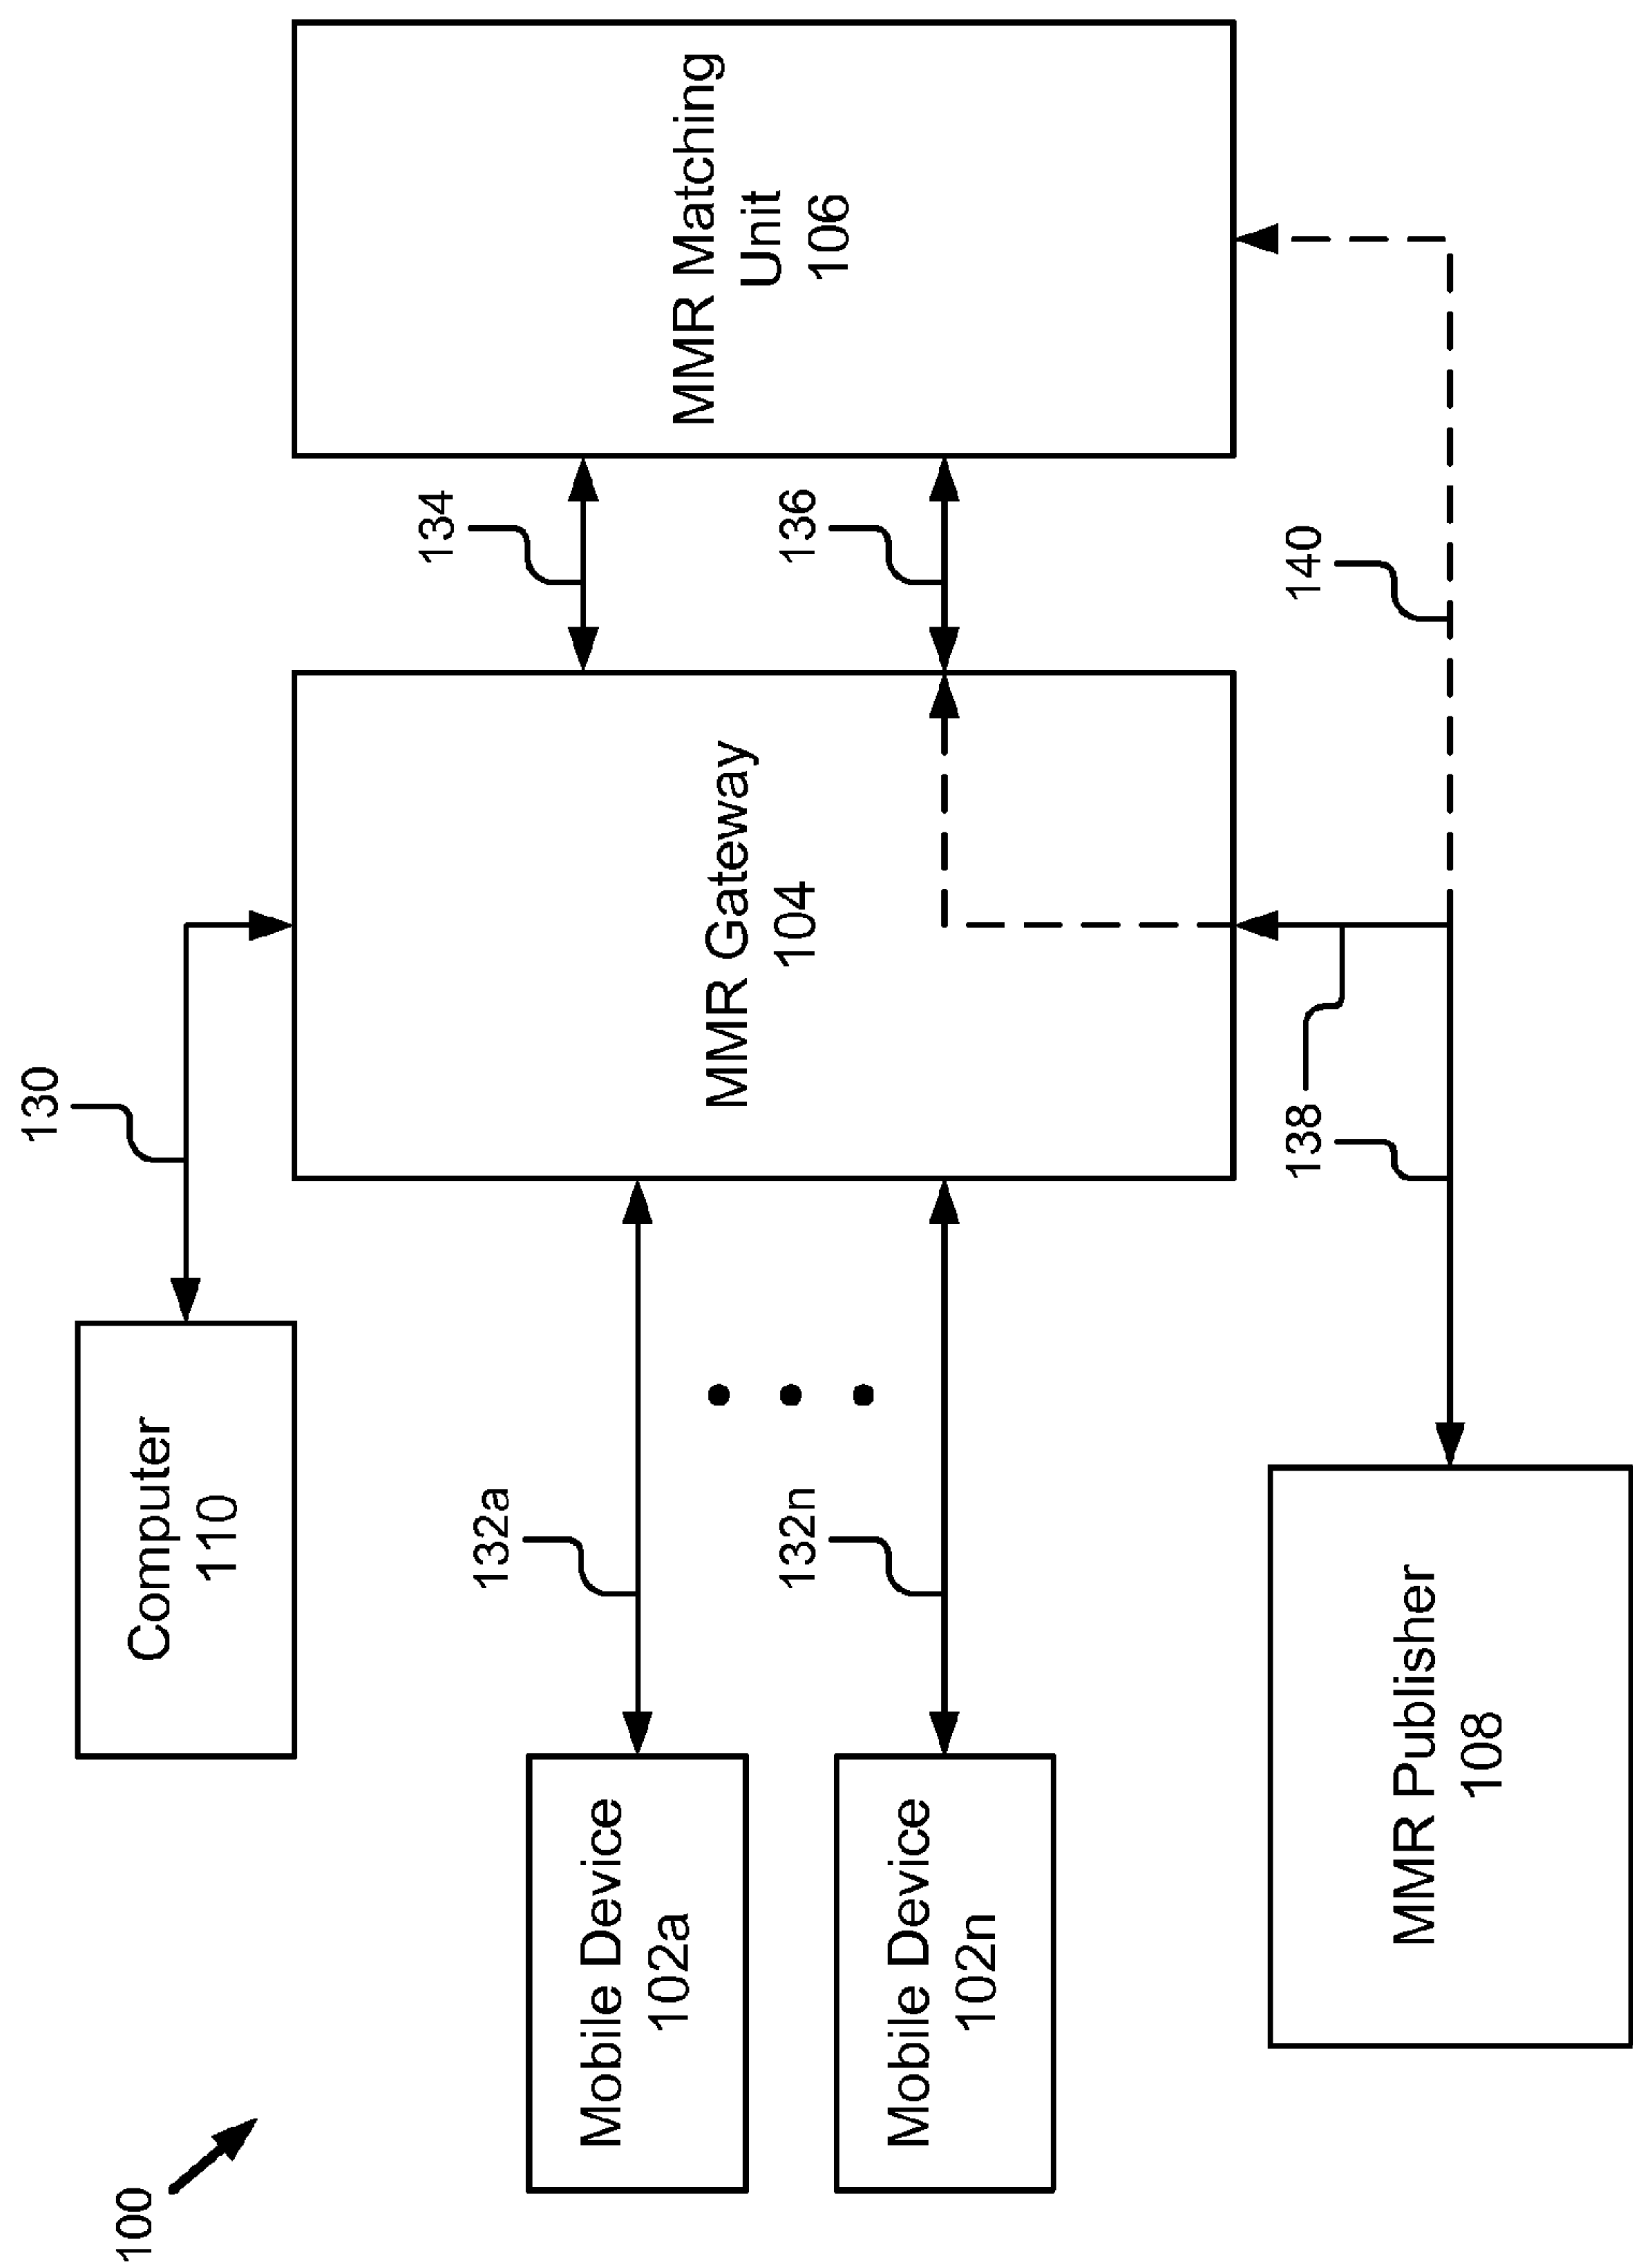 100
Computer
110
130
Mobile Device
102a
132a
Mobile Device
102n
132n
MMR Gateway
104
134
136
MMR Matching
Unit
106
MMR Publisher
108
138
140